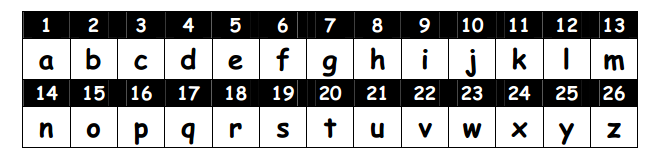 1 2 3 4 5 6 7 8 9 10 11 12 13
a b c d e f g h i j k l m
14 15 16 17 18 19 20 21 22 23 24 25 26
n o p q r s t u v w x y z